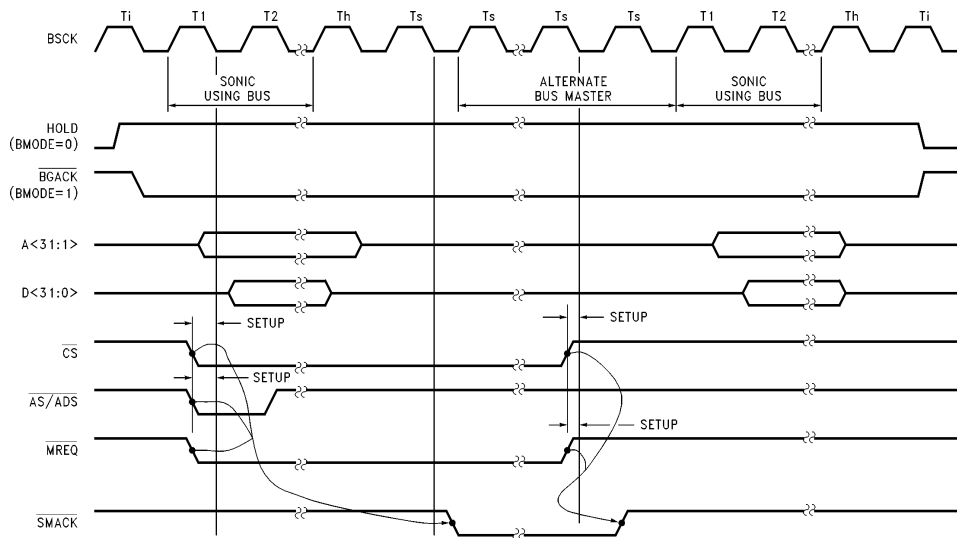 Ti T1 T2 Th Ts Ts Ts Ts T1 T2 Th Ti
BSCK
SONIC
USING BUS
ALTERNATE
BUS MASTER
SONIC
USING BUS
HOLD
(BMODE=0)
BGACK
(BMODE=1)
A<31:1>
D<31:0>
SETUP
SETUP
CS
SETUP
AS/ADS
SETUP
MREQ
SMACK